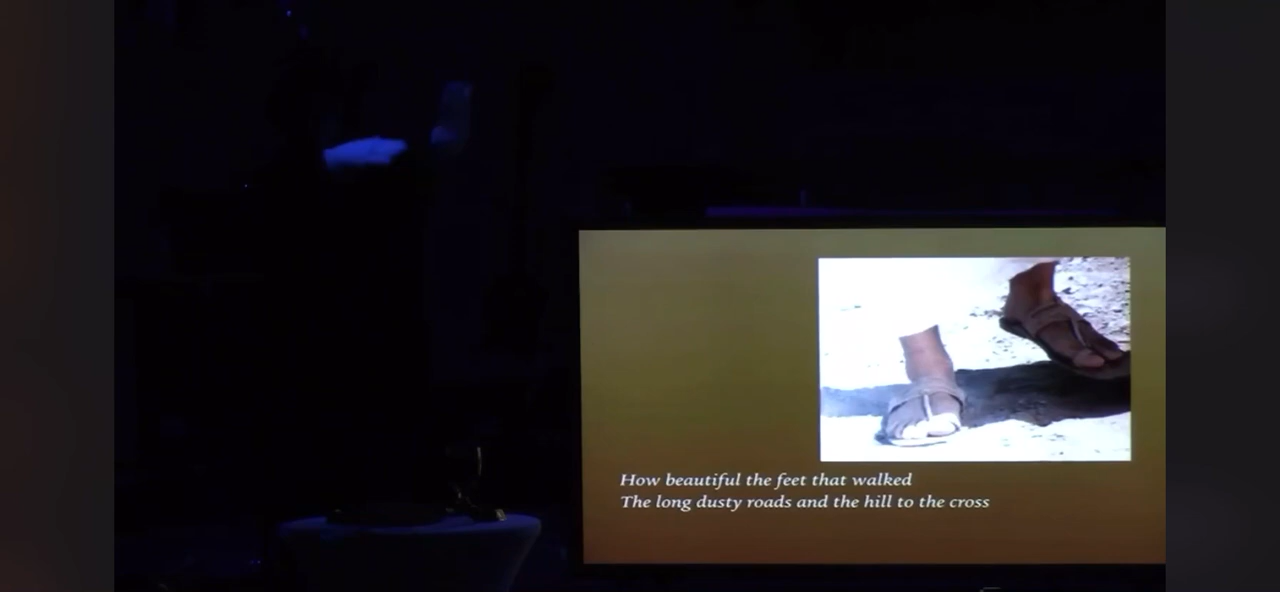 How beautiful the feet that walked
The long dusty roads and the hill to the cross